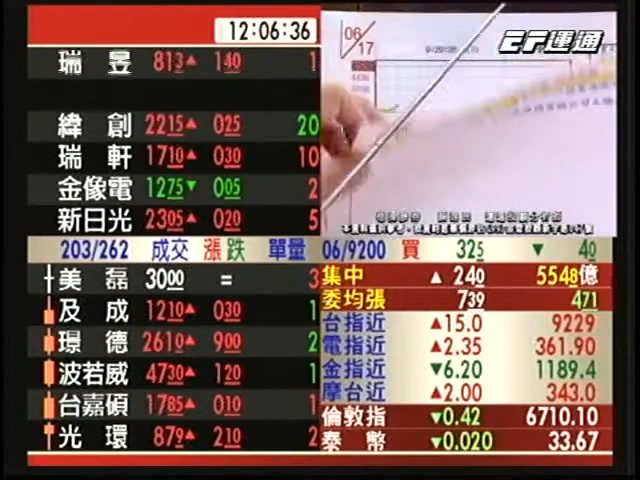 12:06:36
06/17
EF運通
瑞昱 813▲ 140 1
緯創 2215▲ 025 20
瑞軒 1710▲ 030 10
金像電 1275▼ 005 2
新日光 2305▲ 020 5
203/262 成交 漲跌 單量 06/9200 買 325 ▼ 40
美磊 3000 = 3
及成 1210▲ 030 1
璟德 2610▲ 900 2
波若威 4730▲ 120 1
台嘉碩 1785▲ 010 1
光環 879▲ 210 2
集中 ▲ 240 5548億
委均張 739 471
台指近 ▲15.0 9229
電指近 ▲2.35 361.90
金指近 ▼6.20 1189.4
摩台近 ▲2.00 343.0
倫敦指 ▼0.42 6710.10
泰幣 ▼0.020 33.67